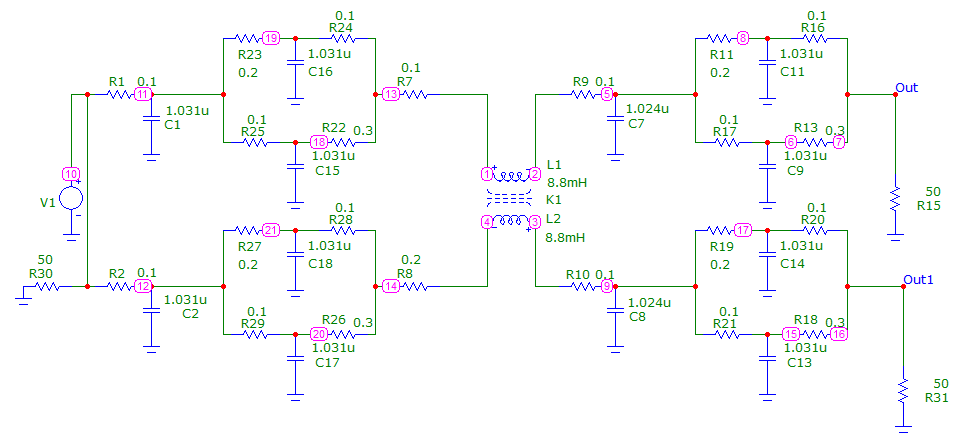 0.1
R24
19
R23
0.2
1.031u
C16
0.1
R16
8
R11
0.2
1.031u
C11
R1
0.1
11
1.031u
C1
0.1
R7
13
R9
0.1
5
1.024u
C7
Out
0.1
R25
18
R22
0.3
1.031u
C15
0.1
R17
6
R13
0.3
7
1.031u
C9
10
+
V1
-
1
+
-
2
L1
8.8mH
K1
4
-
+
3
L2
8.8mH
50
R15
0.1
R28
21
R27
0.2
1.031u
C18
0.1
R20
17
R19
0.2
1.031u
C14
50
R30
R2
0.1
12
1.031u
C2
0.2
R8
14
R10
0.1
9
1.024u
C8
Out1
0.1
R29
20
R26
0.3
1.031u
C17
0.1
R21
15
R18
0.3
16
1.031u
C13
50
R31